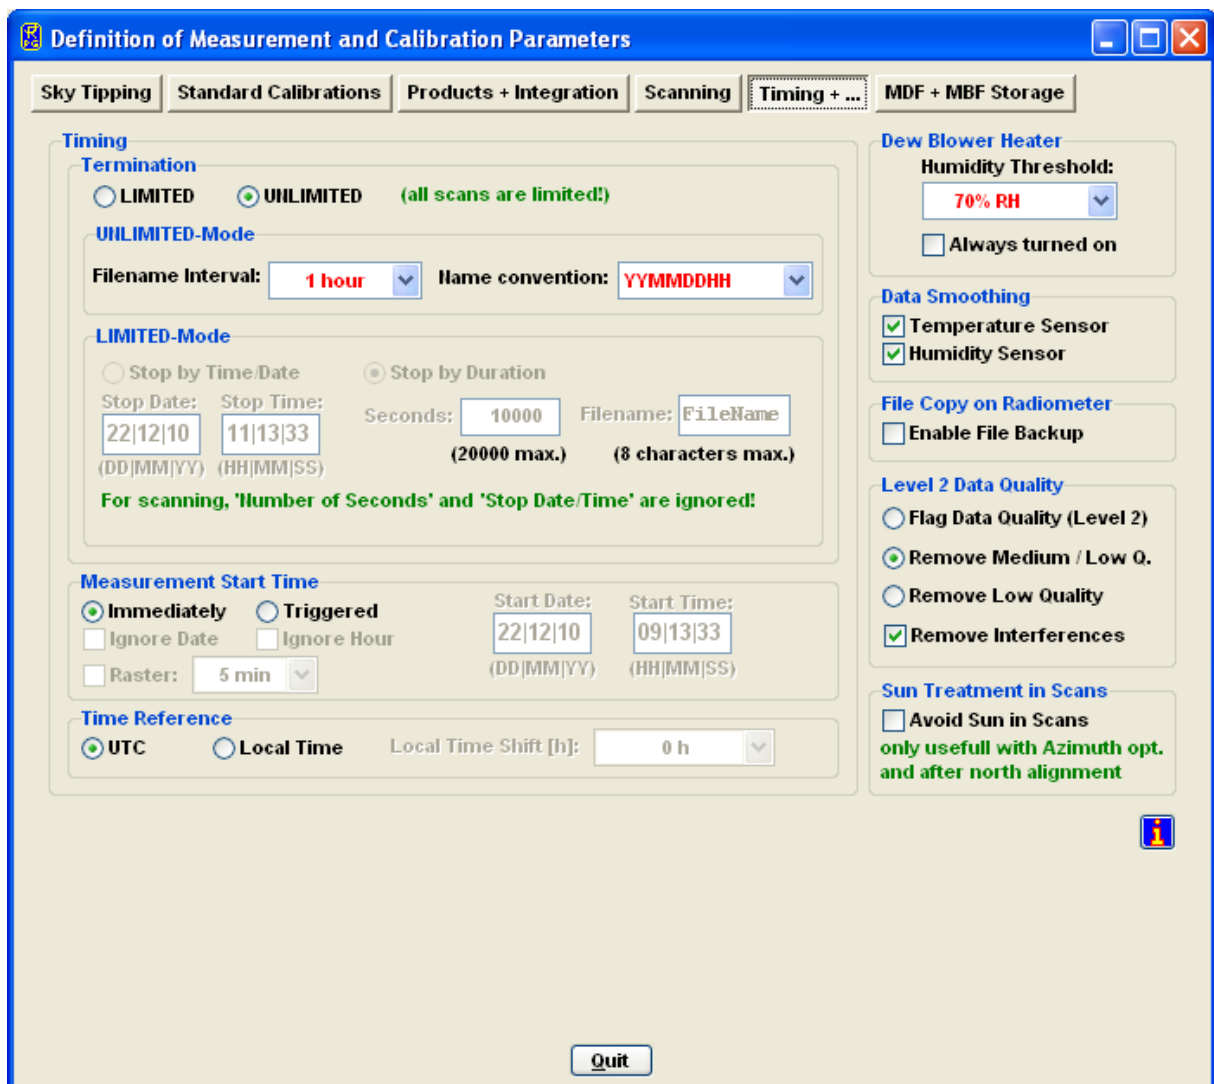 Definition of Measurement and Calibration Parameters
Sky Tipping Standard Calibrations Products + Integration Scanning Timing + ... MDF + MBF Storage
Timing
Termination
LIMITED UNLIMITED (all scans are limited!)
UNLIMITED-Mode
Filename Interval: 1 hour Name convention: YYMMDDHH
LIMITED-Mode
Stop by Time/Date Stop by Duration
Stop Date: Stop Time:
22|12|10 11|13|33 Seconds: 10000 Filename: FileName
(DD|MM|YY) (HH|MM|SS) (20000 max.) (8 characters max.)
For scanning, 'Number of Seconds' and 'Stop Date/Time' are ignored!
Measurement Start Time
Immediately Triggered Start Date: Start Time:
Ignore Date Ignore Hour 22|12|10 09|13|33
Raster: 5 min (DD|MM|YY) (HH|MM|SS)
Time Reference
UTC Local Time Local Time Shift [h]: 0 h
Dew Blower Heater
Humidity Threshold:
70% RH
Always turned on
Data Smoothing
Temperature Sensor
Humidity Sensor
File Copy on Radiometer
Enable File Backup
Level 2 Data Quality
Flag Data Quality (Level 2)
Remove Medium / Low Q.
Remove Low Quality
Remove Interferences
Sun Treatment in Scans
Avoid Sun in Scans
only usefull with Azimuth opt.
and after north alignment
i
Quit